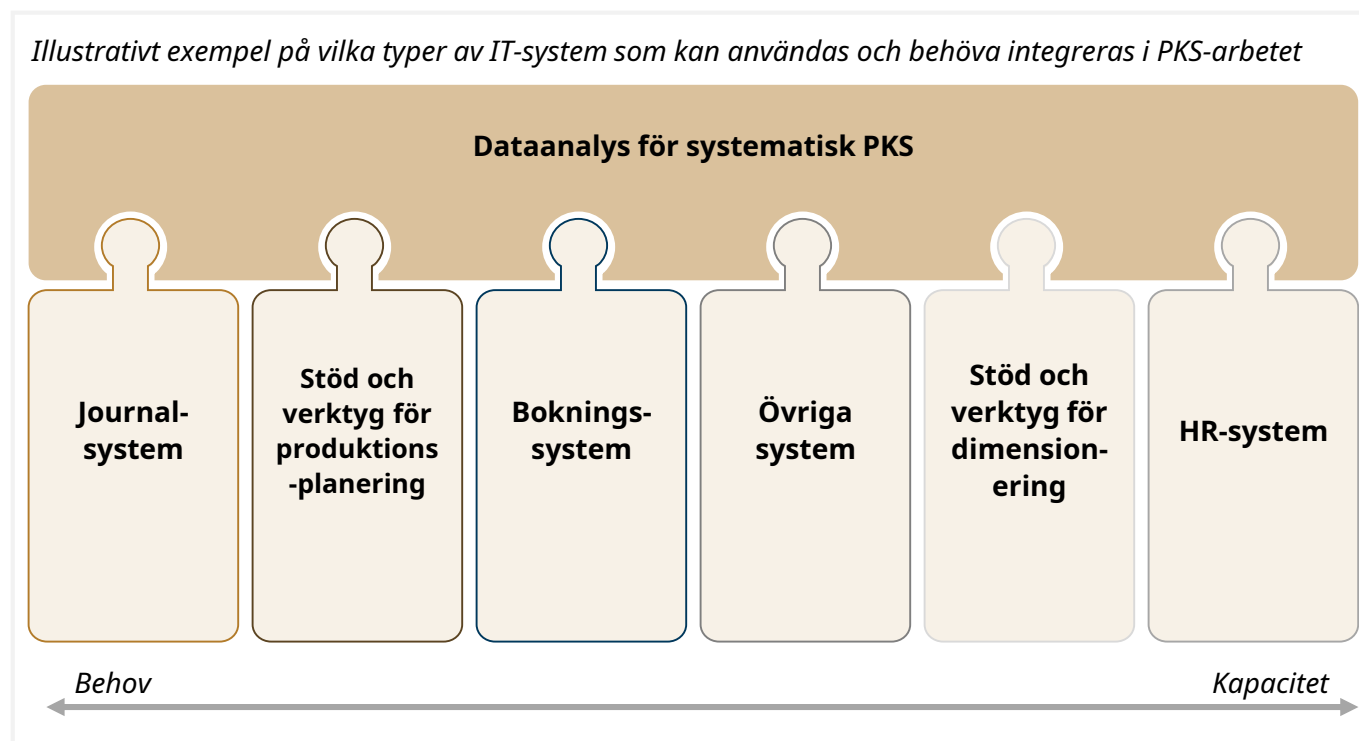 Illustrativt exempel på vilka typer av IT-system som kan användas och behöva integreras i PKS-arbetet
Dataanalys för systematisk PKS
Journal-
system
Stöd och
verktyg för
produktions
-planering
Boknings-
system
Övriga
system
Stöd och
verktyg för
dimension-
ering
HR-system
Behov
Kapacitet